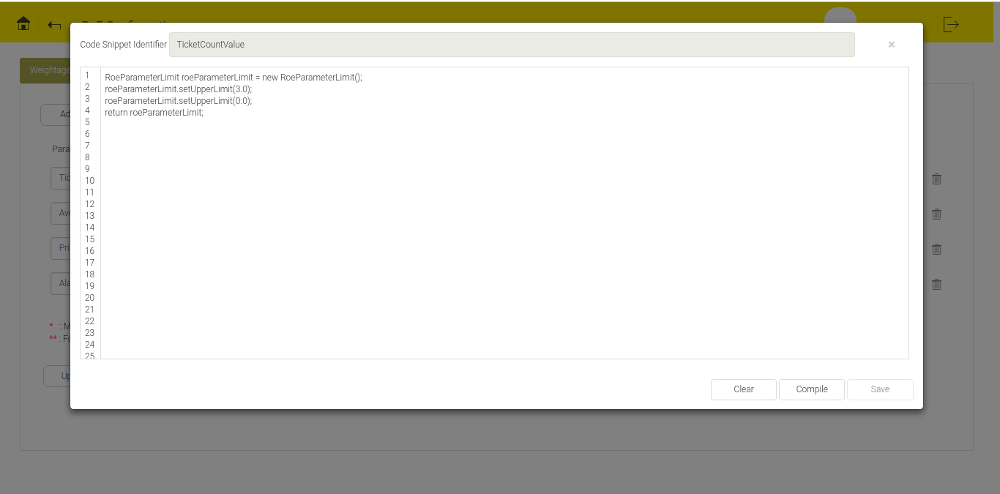 Code Snippet Identifier TicketCountValue ×
Weightage
1 RoeParameterLimit roeParameterLimit = new RoeParameterLimit();
2 roeParameterLimit.setUpperLimit(3.0);
3 roeParameterLimit.setUpperLimit(0.0);
4 return roeParameterLimit;
5
6
7
8
9
10
11
12
13
14
15
16
17
18
19
20
21
22
23
24
25
Ad
Para
Tic
Ave
Pri
Ala
* : M
** : Fo
Up
Clear Compile Save